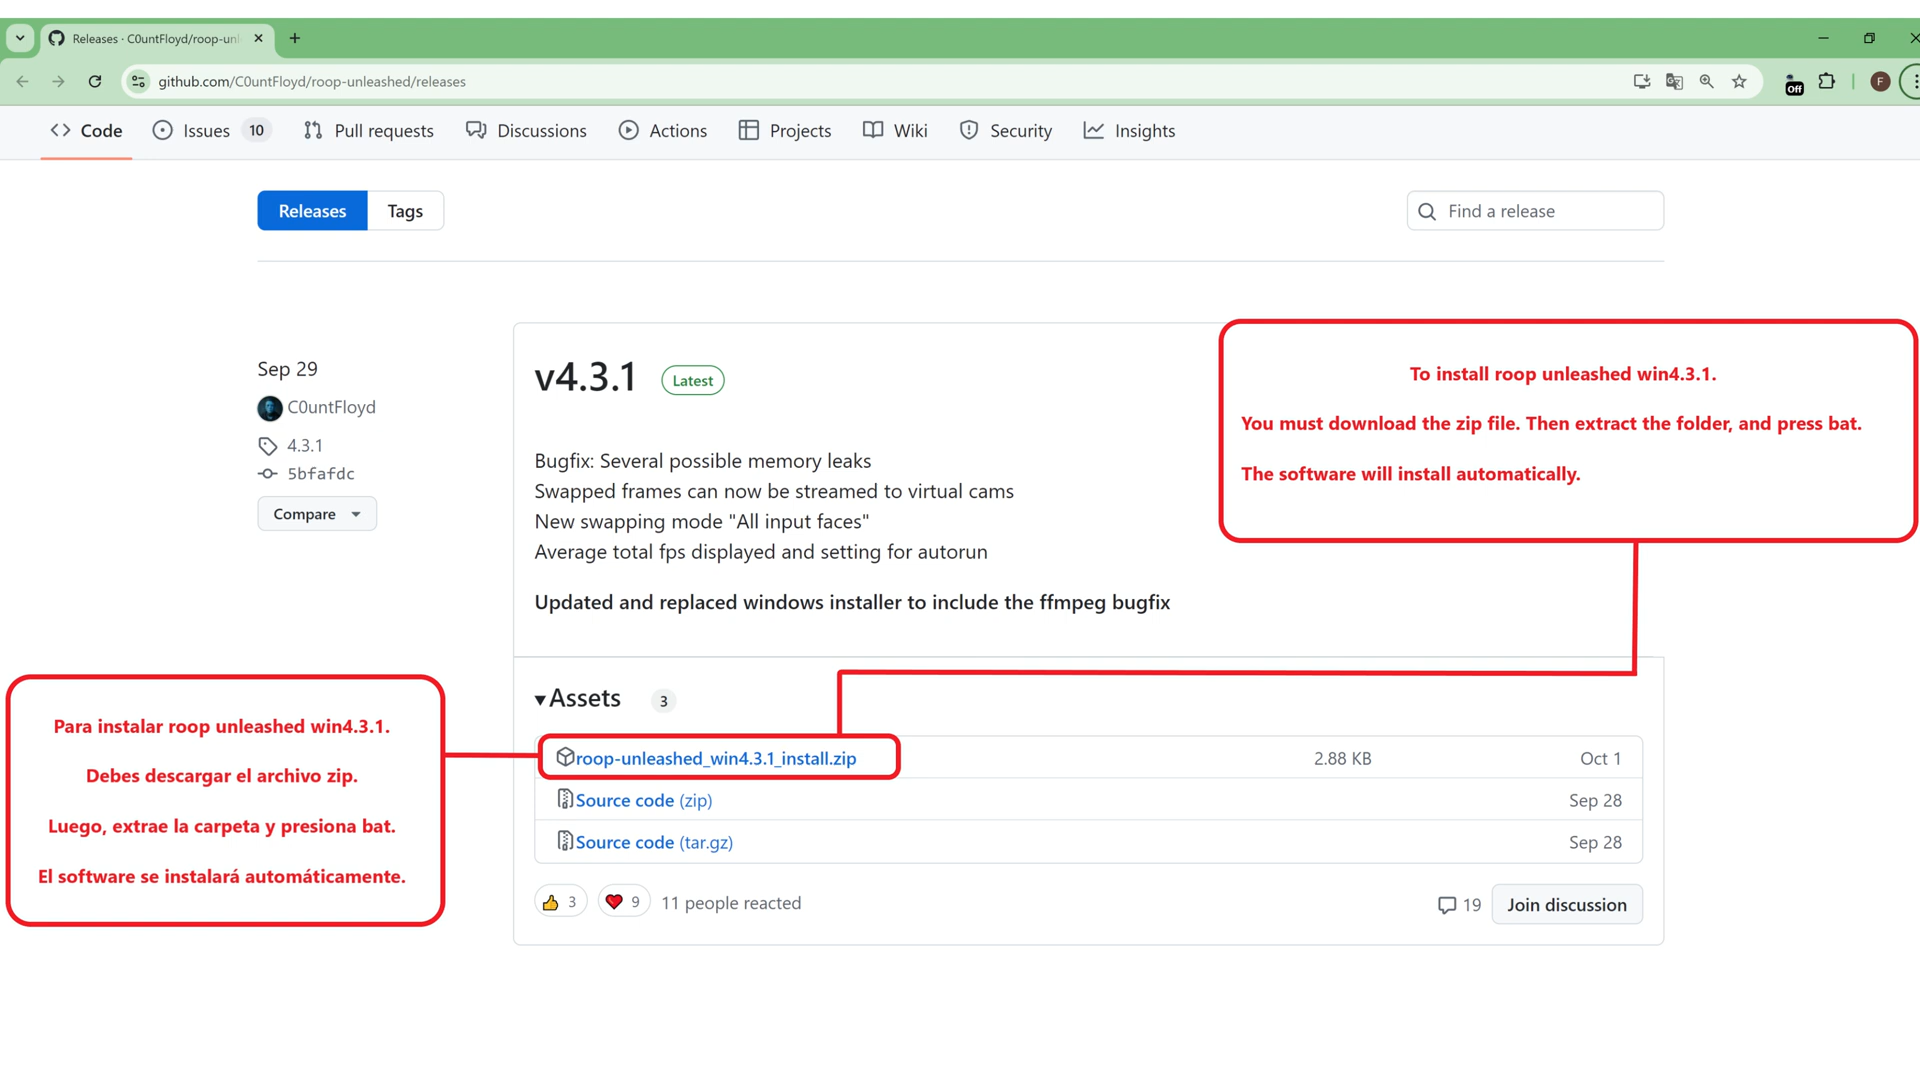 Releases · C0untFloyd/roop-unl
github.com/C0untFloyd/roop-unleashed/releases
Off
F
Code
Issues 10
Pull requests
Discussions
Actions
Projects
Wiki
Security
Insights
Releases
Tags
Find a release
Sep 29
C0untFloyd
4.3.1
5bfafdc
Compare
v4.3.1 Latest
Bugfix: Several possible memory leaks
Swapped frames can now be streamed to virtual cams
New swapping mode "All input faces"
Average total fps displayed and setting for autorun
Updated and replaced windows installer to include the ffmpeg bugfix
To install roop unleashed win4.3.1.
You must download the zip file. Then extract the folder, and press bat.
The software will install automatically.
Para instalar roop unleashed win4.3.1.
Debes descargar el archivo zip.
Luego, extrae la carpeta y presiona bat.
El software se instalará automáticamente.
Assets 3
roop-unleashed_win4.3.1_install.zip 2.88 KB Oct 1
Source code (zip) Sep 28
Source code (tar.gz) Sep 28
3 9 11 people reacted
19 Join discussion